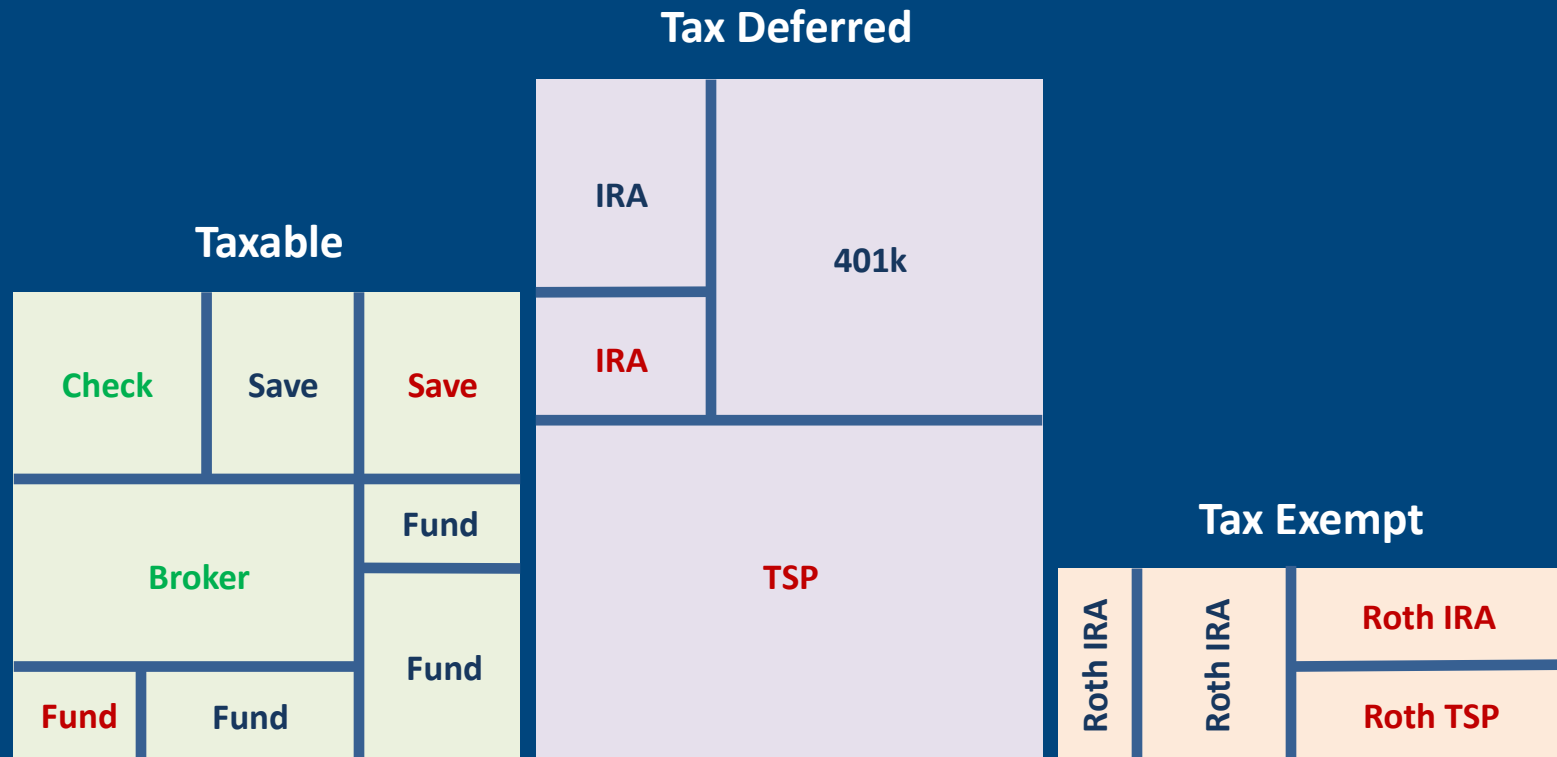 Tax Deferred
IRA
401k
IRA
TSP
Taxable
Check
Save
Save
Broker
Fund
Fund
Fund
Fund
Tax Exempt
Roth IRA
Roth IRA
Roth IRA
Roth TSP